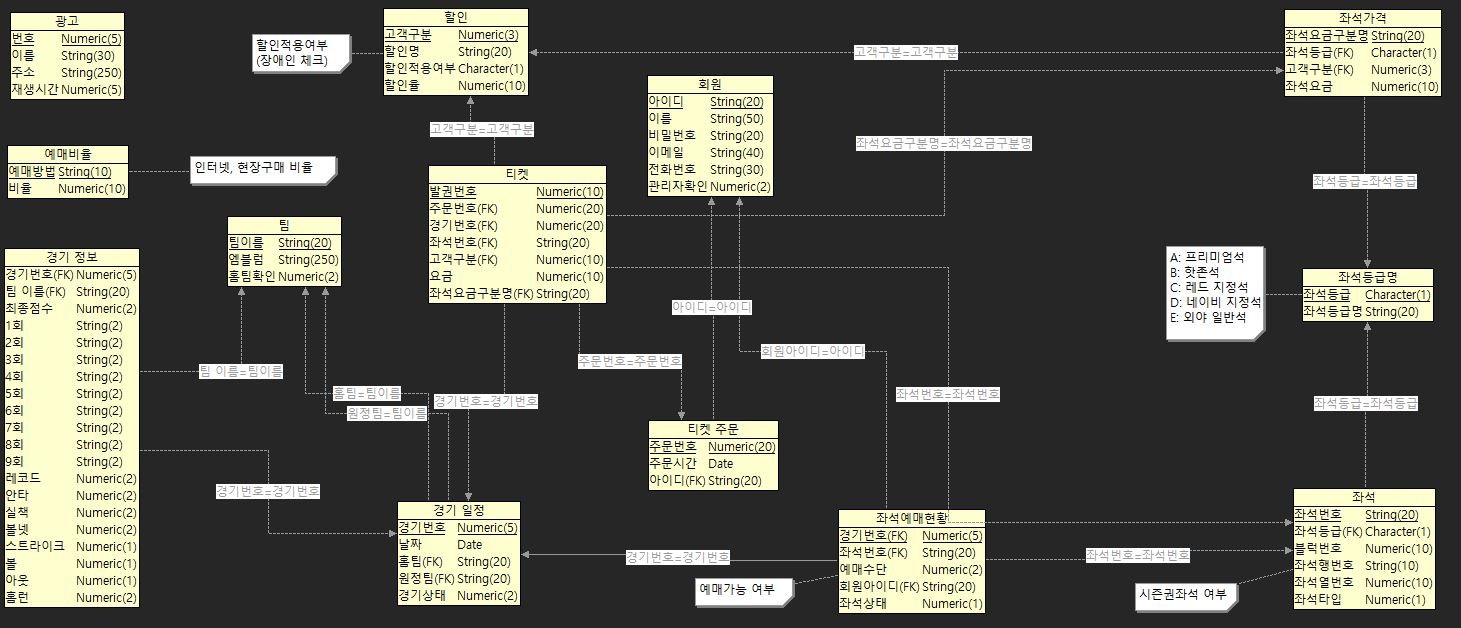 광고
번호 Numeric(5)
이름 String(30)
주소 String(250)
재생시간 Numeric(5)
할인적용여부
(장애인 체크)
할인
고객구분 Numeric(3)
할인명 String(20)
할인적용여부 Character(1)
할인율 Numeric(10)
고객구분=고객구분
좌석가격
좌석요금구분명 String(20)
좌석등급(FK) Character(1)
고객구분(FK) Numeric(3)
좌석요금 Numeric(10)
회원
아이디 String(20)
이름 String(50)
비밀번호 String(20)
이메일 String(40)
전화번호 String(30)
관리자확인 Numeric(2)
고객구분=고객구분
좌석요금구분명=좌석요금구분명
예매비율
예매방법 String(10)
비율 Numeric(10)
인터넷, 현장구매 비율
티켓
발권번호 Numeric(10)
주문번호(FK) Numeric(20)
경기번호(FK) Numeric(20)
좌석번호(FK) String(20)
고객구분(FK) Numeric(10)
요금 Numeric(10)
좌석요금구분명(FK) String(20)
좌석등급=좌석등급
팀
팀이름 String(20)
엠블럼 String(250)
홈팀확인 Numeric(2)
경기 정보
경기번호(FK) Numeric(5)
팀 이름(FK) String(20)
최종점수 Numeric(2)
1회 String(2)
2회 String(2)
3회 String(2)
4회 String(2)
5회 String(2)
6회 String(2)
7회 String(2)
8회 String(2)
9회 String(2)
레코드 Numeric(2)
안타 Numeric(2)
실책 Numeric(2)
볼넷 Numeric(2)
스트라이크 Numeric(1)
볼 Numeric(1)
아웃 Numeric(1)
홈런 Numeric(2)
A: 프리미엄석
B: 핫존석
C: 레드 지정석
D: 네이비 지정석
E: 외야 일반석
좌석등급명
좌석등급 Character(1)
좌석등급명 String(20)
아이디=아이디
회원아이디=아이디
주문번호=주문번호
팀 이름=팀이름
홈팀=팀이름
원정팀=팀이름
경기번호=경기번호
좌석번호=좌석번호
좌석등급=좌석등급
티켓 주문
주문번호 Numeric(20)
주문시간 Date
아이디(FK) String(20)
경기번호=경기번호
경기 일정
경기번호 Numeric(5)
날짜 Date
홈팀(FK) String(20)
원정팀(FK) String(20)
경기상태 Numeric(2)
경기번호=경기번호
예매가능 여부
좌석예매현황
경기번호(FK) Numeric(5)
좌석번호(FK) String(20)
예매수단 Numeric(2)
회원아이디(FK) String(20)
좌석상태 Numeric(1)
좌석번호=좌석번호
시즌권좌석 여부
좌석
좌석번호 String(20)
좌석등급(FK) Character(1)
블럭번호 Numeric(10)
좌석행번호 String(10)
좌석열번호 Numeric(10)
좌석타입 Numeric(1)